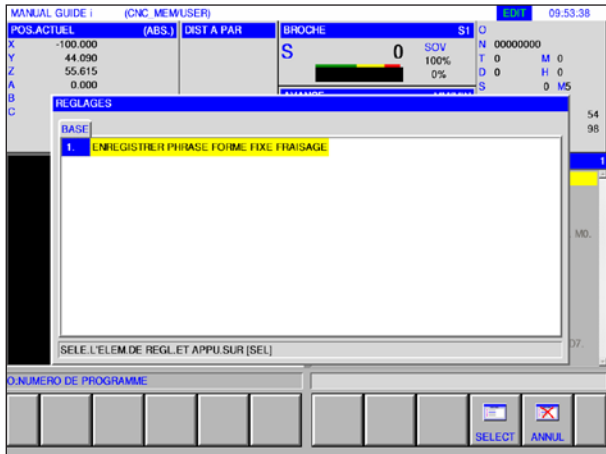 MANUAL GUIDE i (CNC_MEM/USER) EDIT 09:53:38
POS.ACTUEL (ABS.) DIST A PAR BROCHE S1 O
X -100.000 S 0 SOV N 00000000
Y 44.090 100% T 0 M 0
Z 55.615 0% D 0 H 0
A 0.000 S 0 M5
B
C 54
98
REGLAGES
BASE
1. ENREGISTRER PHRASE FORME FIXE FRAISAGE
1
M0.
07.
SELE.L'ELEM.DE REGL.ET APPU.SUR [SEL]
O:NUMERO DE PROGRAMME
SELECT ANNUL